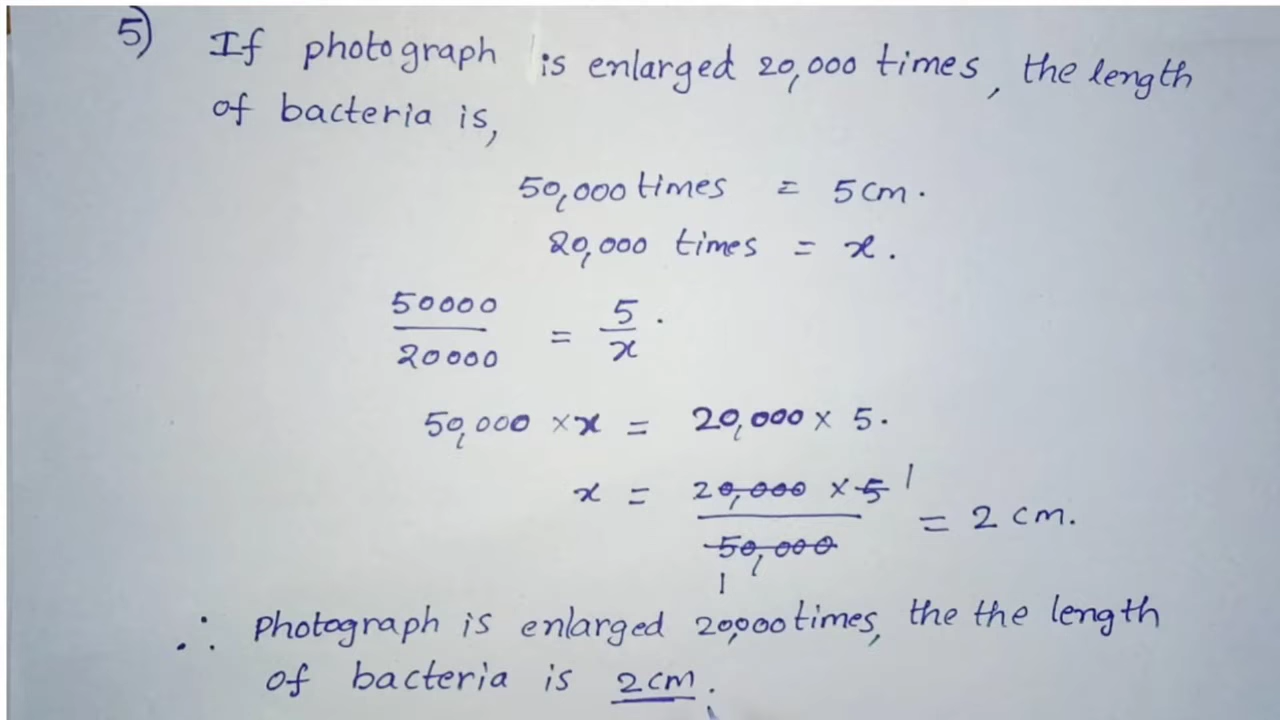 5) If photograph is enlarged 20,000 times, the length
of bacteria is,
50,000 times = 5 cm.
20,000 times = x.
50000/20000 = 5/x.
50,000 × x = 20,000 × 5.
x = 20,000 × 5 1 / 50,000 1 = 2 cm.
∴ photograph is enlarged 20,000 times, the the length
of bacteria is 2 cm.